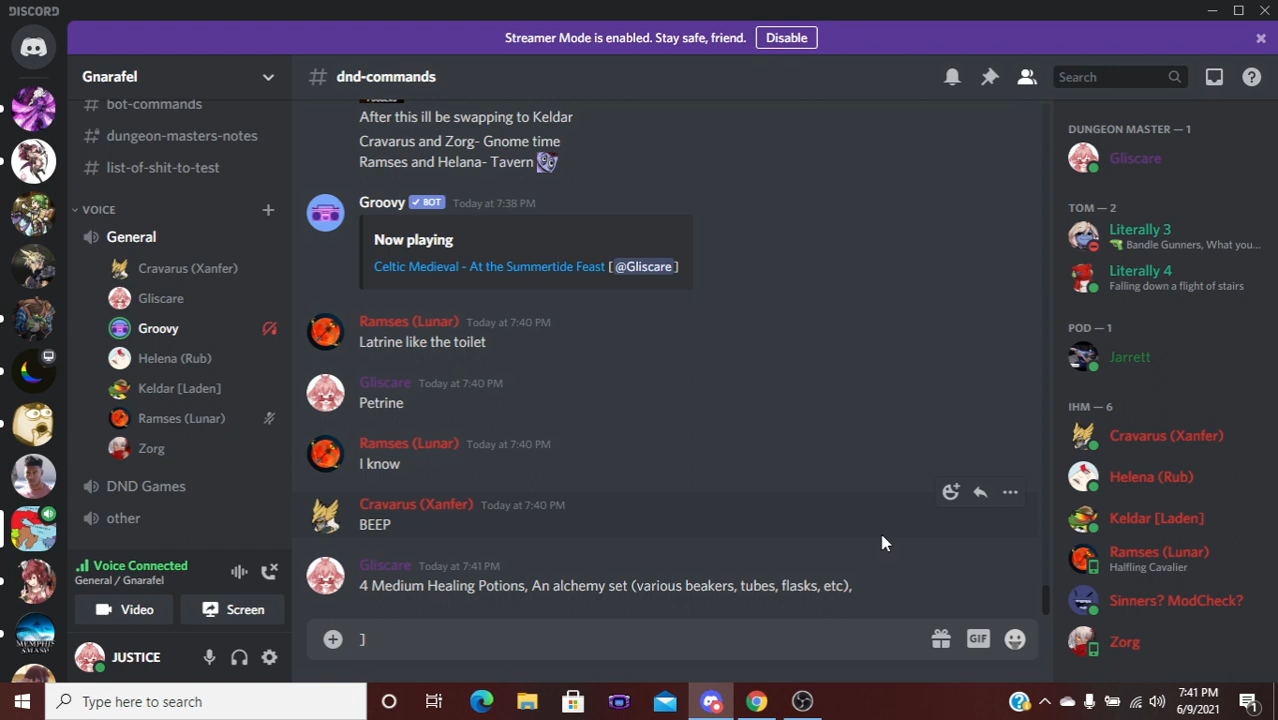 DISCORD
Streamer Mode is enabled. Stay safe, friend. Disable
Gnarafel
# bot-commands
# dungeon-masters-notes
# list-of-shit-to-test
VOICE
General
Cravarus (Xanfer)
Gliscare
Groovy
Helena (Rub)
Keldar [Laden]
Ramses (Lunar)
Zorg
DND Games
other
Voice Connected
General / Gnarafel
Video
Screen
JUSTICE
# dnd-commands
Search
After this ill be swapping to Keldar
Cravarus and Zorg- Gnome time
Ramses and Helana- Tavern
Groovy ✓ BOT Today at 7:38 PM
Now playing
Celtic Medieval - At the Summertide Feast [ @Gliscare ]
Ramses (Lunar) Today at 7:40 PM
Latrine like the toilet
Gliscare Today at 7:40 PM
Petrine
Ramses (Lunar) Today at 7:40 PM
I know
Cravarus (Xanfer) Today at 7:40 PM
BEEP
Gliscare Today at 7:41 PM
4 Medium Healing Potions, An alchemy set (various beakers, tubes, flasks, etc),
]
GIF
DUNGEON MASTER — 1
Gliscare
TOM — 2
Literally 3
Bandle Gunners, What you...
Literally 4
Falling down a flight of stairs
POD — 1
Jarrett
IHM — 6
Cravarus (Xanfer)
Helena (Rub)
Keldar [Laden]
Ramses (Lunar)
Halfling Cavalier
Sinners? ModCheck?
Zorg
Type here to search
7:41 PM
6/9/2021
1